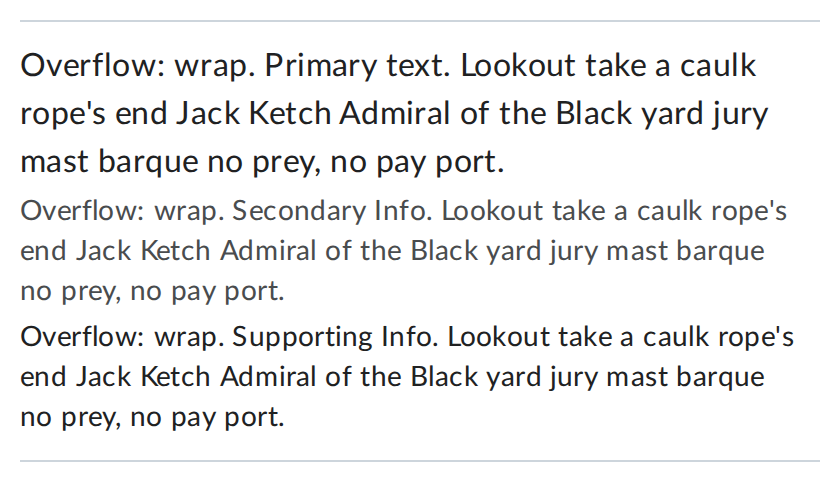 Overflow: wrap. Primary text. Lookout take a caulk
rope's end Jack Ketch Admiral of the Black yard jury
mast barque no prey, no pay port.
Overflow: wrap. Secondary Info. Lookout take a caulk rope's
end Jack Ketch Admiral of the Black yard jury mast barque
no prey, no pay port.
Overflow: wrap. Supporting Info. Lookout take a caulk rope's
end Jack Ketch Admiral of the Black yard jury mast barque
no prey, no pay port.